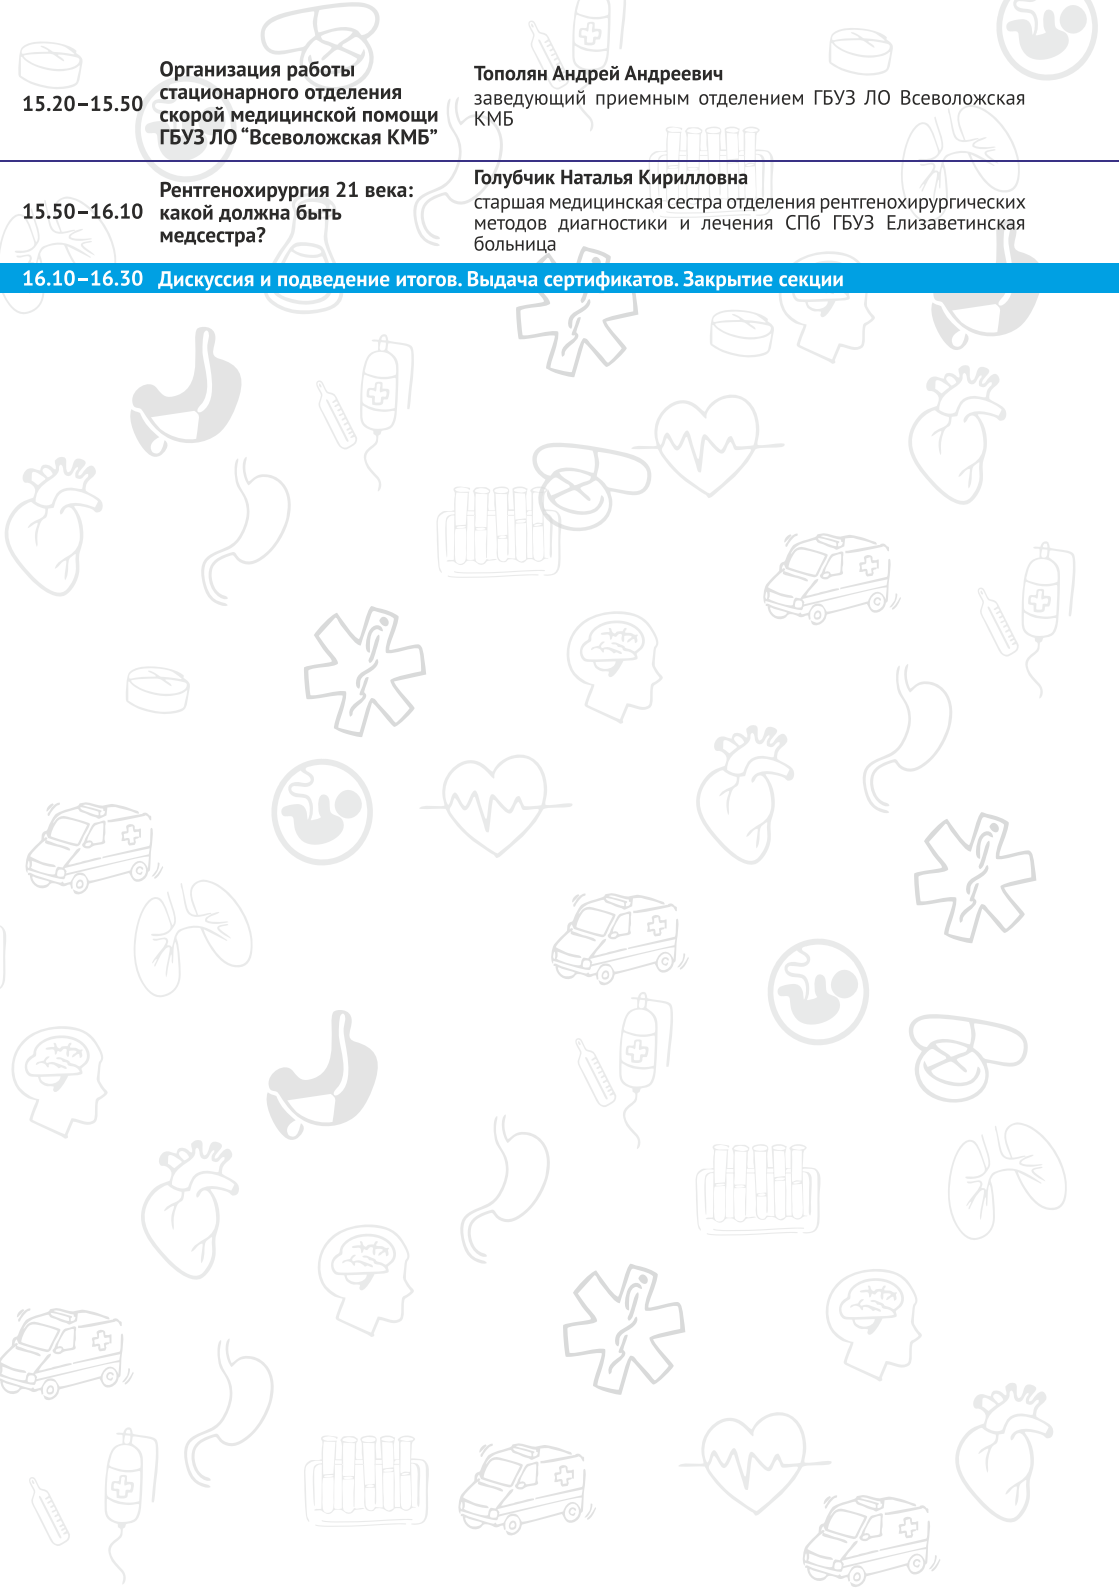 15.20–15.50
Организация работы
стационарного отделения
скорой медицинской помощи
ГБУЗ ЛО “Всеволожская КМБ”
Тополян Андрей Андреевич
заведующий приемным отделением ГБУЗ ЛО Всеволожская
КМБ
15.50–16.10
Рентгенохирургия 21 века:
какой должна быть
медсестра?
Голубчик Наталья Кирилловна
старшая медицинская сестра отделения рентгенохирургических
методов диагностики и лечения СПб ГБУЗ Елизаветинская
больница
16.10–16.30 Дискуссия и подведение итогов. Выдача сертификатов. Закрытие секции